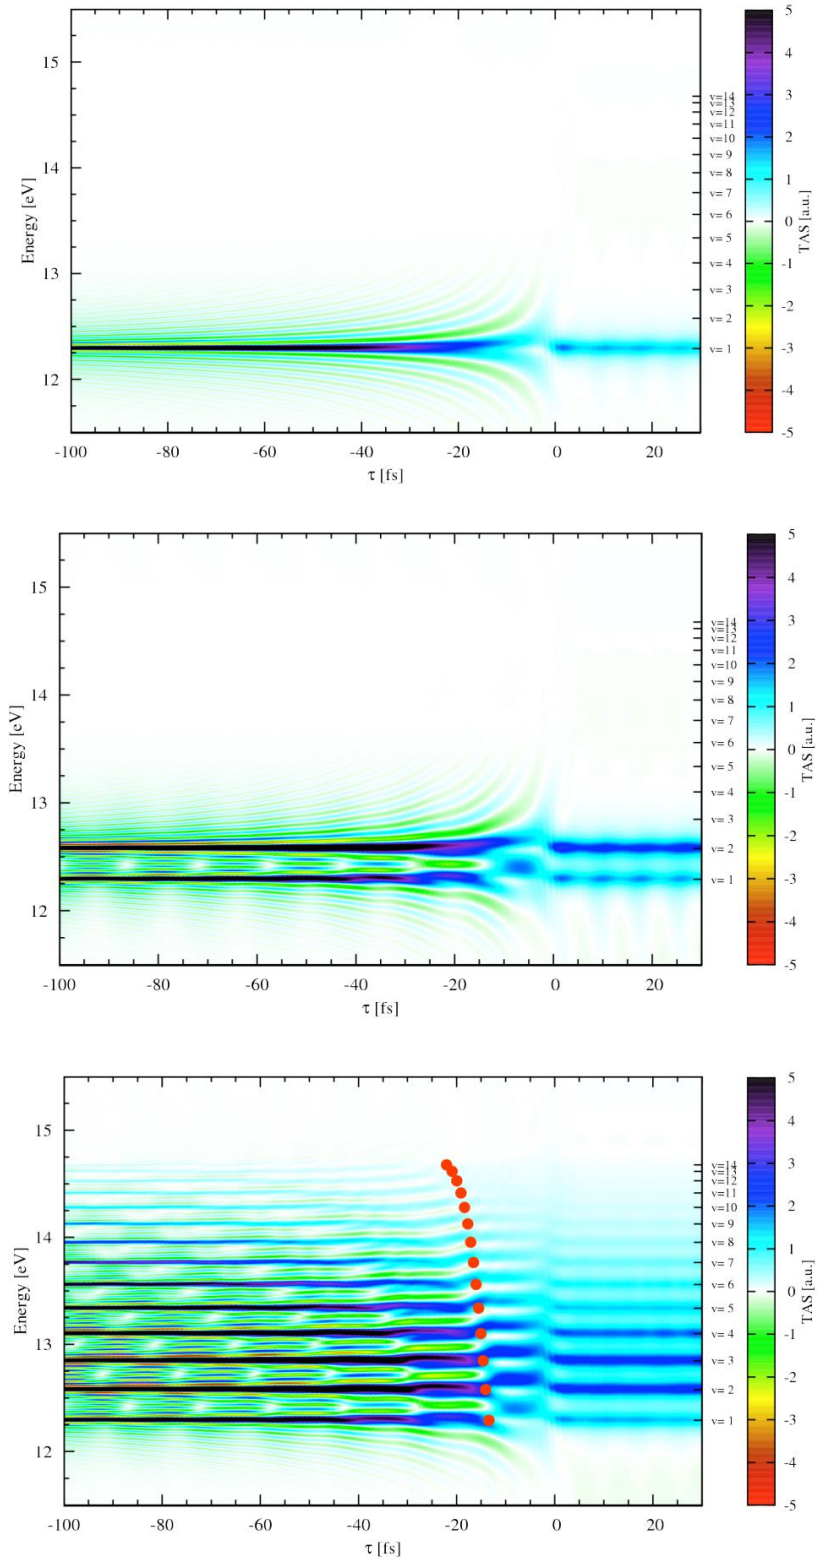 15
14
13
12
Energy [eV]
-100
-80
-60
-40
-20
0
20
τ [fs]
v=14
v=13
v=12
v=11
v=10
v= 9
v= 8
v= 7
v= 6
v= 5
v= 4
v= 3
v= 2
v= 1
5
4
3
2
1
0
-1
-2
-3
-4
-5
TAS [a.u.]
15
14
13
12
Energy [eV]
-100
-80
-60
-40
-20
0
20
τ [fs]
v=14
v=13
v=12
v=11
v=10
v= 9
v= 8
v= 7
v= 6
v= 5
v= 4
v= 3
v= 2
v= 1
5
4
3
2
1
0
-1
-2
-3
-4
-5
TAS [a.u.]
15
14
13
12
Energy [eV]
-100
-80
-60
-40
-20
0
20
τ [fs]
v=14
v=13
v=12
v=11
v=10
v= 9
v= 8
v= 7
v= 6
v= 5
v= 4
v= 3
v= 2
v= 1
5
4
3
2
1
0
-1
-2
-3
-4
-5
TAS [a.u.]